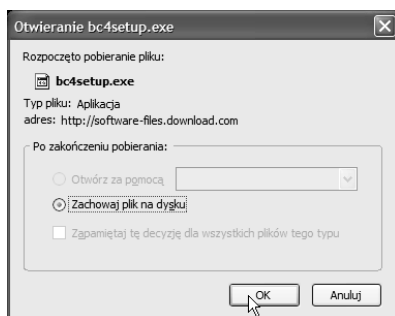 Otwieranie bc4setup.exe
Rozpoczęto pobieranie pliku:
bc4setup.exe
Typ pliku: Aplikacja
adres: http://software-files.download.com
Po zakończeniu pobierania:
Otwórz za pomocą
Zachowaj plik na dysku
Zapamiętaj tę decyzję dla wszystkich plików tego typu
OK Anuluj